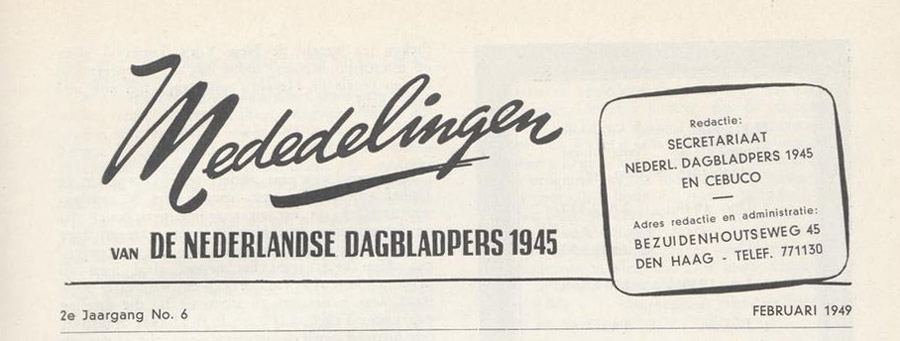 Mededelingen
VAN DE NEDERLANDSE DAGBLADPERS 1945
Redactie:
SECRETARIAAT
NEDERL. DAGBLADPERS 1945
EN CEBUCO
—
Adres redactie en administratie:
BEZUIDENHOUTSEWEG 45
DEN HAAG - TELEF. 771130
2e Jaargang No. 6
FEBRUARI 1949